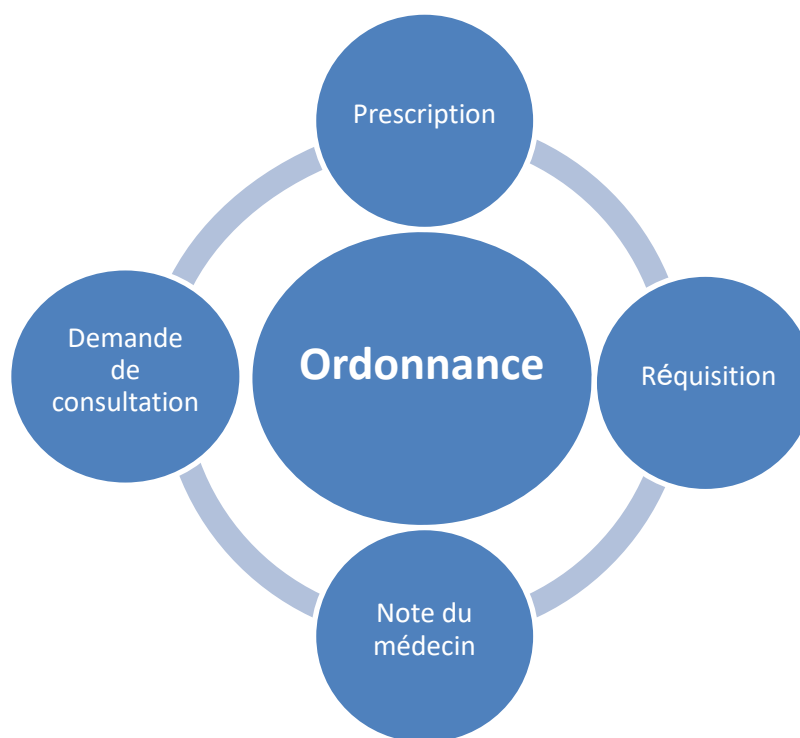 Prescription
Demande
de
consultation
Ordonnance
Réquisition
Note du
médecin